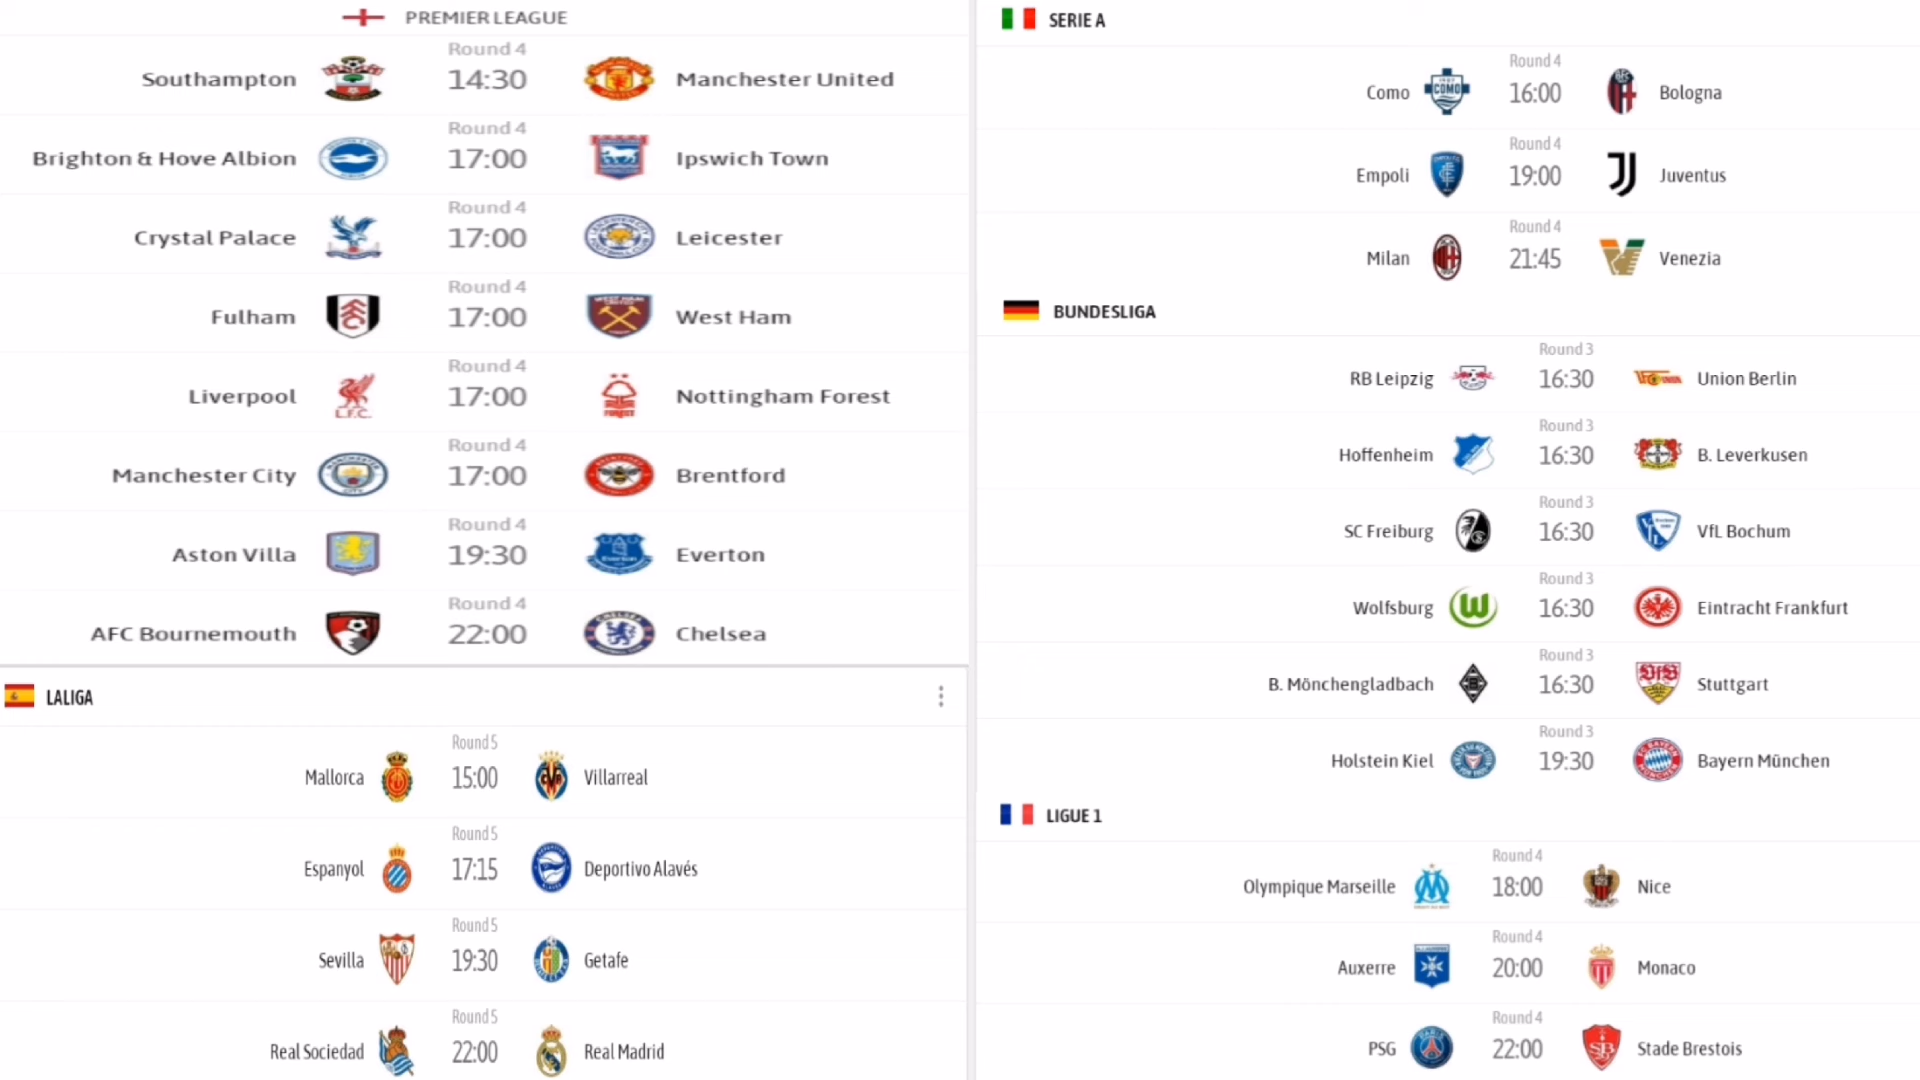 PREMIER LEAGUE
Round 4
Southampton 14:30 Manchester United
Round 4
Brighton & Hove Albion 17:00 Ipswich Town
Round 4
Crystal Palace 17:00 Leicester
Round 4
Fulham 17:00 West Ham
Round 4
Liverpool 17:00 Nottingham Forest
Round 4
Manchester City 17:00 Brentford
Round 4
Aston Villa 19:30 Everton
Round 4
AFC Bournemouth 22:00 Chelsea
LALIGA
Round 5
Mallorca 15:00 Villarreal
Round 5
Espanyol 17:15 Deportivo Alavés
Round 5
Sevilla 19:30 Getafe
Round 5
Real Sociedad 22:00 Real Madrid
SERIE A
Round 4
Como 16:00 Bologna
Round 4
Empoli 19:00 Juventus
Round 4
Milan 21:45 Venezia
BUNDESLIGA
Round 3
RB Leipzig 16:30 Union Berlin
Round 3
Hoffenheim 16:30 B. Leverkusen
Round 3
SC Freiburg 16:30 VfL Bochum
Round 3
Wolfsburg 16:30 Eintracht Frankfurt
Round 3
B. Mönchengladbach 16:30 Stuttgart
Round 3
Holstein Kiel 19:30 Bayern München
LIGUE 1
Round 4
Olympique Marseille 18:00 Nice
Round 4
Auxerre 20:00 Monaco
Round 4
PSG 22:00 Stade Brestois